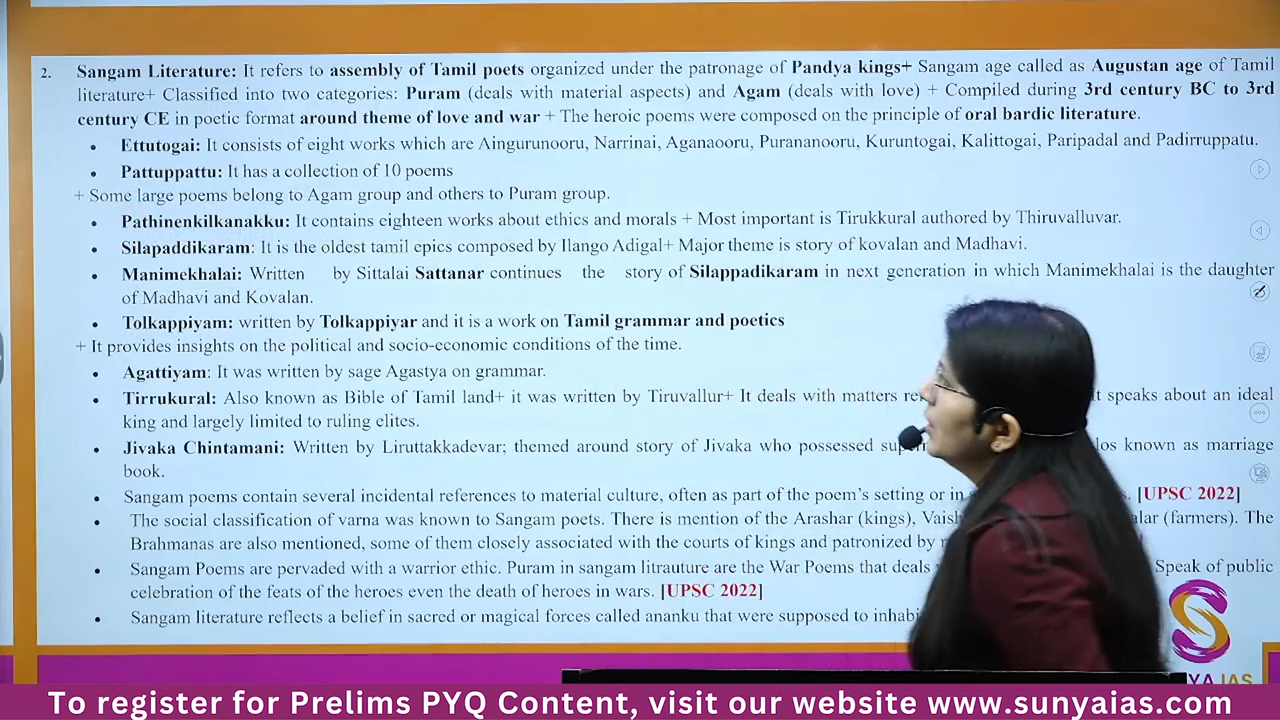 2. Sangam Literature: It refers to assembly of Tamil poets organized under the patronage of Pandya kings+ Sangam age called as Augustan age of Tamil
literature+ Classified into two categories: Puram (deals with material aspects) and Agam (deals with love) + Compiled during 3rd century BC to 3rd
century CE in poetic format around theme of love and war + The heroic poems were composed on the principle of oral bardic literature.
• Ettutogai: It consists of eight works which are Aingurunooru, Narrinai, Aganaooru, Purananooru, Kuruntogai, Kalittogai, Paripadal and Padirruppatu.
• Pattuppattu: It has a collection of 10 poems
+ Some large poems belong to Agam group and others to Puram group.
• Pathinenkilkanakku: It contains eighteen works about ethics and morals + Most important is Tirukkural authored by Thiruvalluvar.
• Silapaddikaram: It is the oldest tamil epics composed by Ilango Adigal+ Major theme is story of kovalan and Madhavi.
• Manimekhalai: Written by Sittalai Sattanar continues the story of Silappadikaram in next generation in which Manimekhalai is the daughter
of Madhavi and Kovalan.
• Tolkappiyam: written by Tolkappiyar and it is a work on Tamil grammar and poetics
+ It provides insights on the political and socio-economic conditions of the time.
• Agattiyam: It was written by sage Agastya on grammar.
• Tirrukural: Also known as Bible of Tamil land+ it was written by Tiruvallur+ It deals with matters speaks about an ideal
king and largely limited to ruling elites.
• Jivaka Chintamani: Written by Liruttakkadevar; themed around story of Jivaka who possessed known as marriage
book.
• Sangam poems contain several incidental references to material culture, often as part of the poem's setting or in [UPSC 2022]
• The social classification of varna was known to Sangam poets. There is mention of the Arashar (kings), (farmers). The
Brahmanas are also mentioned, some of them closely associated with the courts of kings and patronized by
• Sangam Poems are pervaded with a warrior ethic. Puram in sangam litrauture are the War Poems that deals Speak of public
celebration of the feats of the heroes even the death of heroes in wars. [UPSC 2022]
• Sangam literature reflects a belief in sacred or magical forces called ananku that were supposed to
IAS
To register for Prelims PYQ Content, visit our website www.sunyaias.com